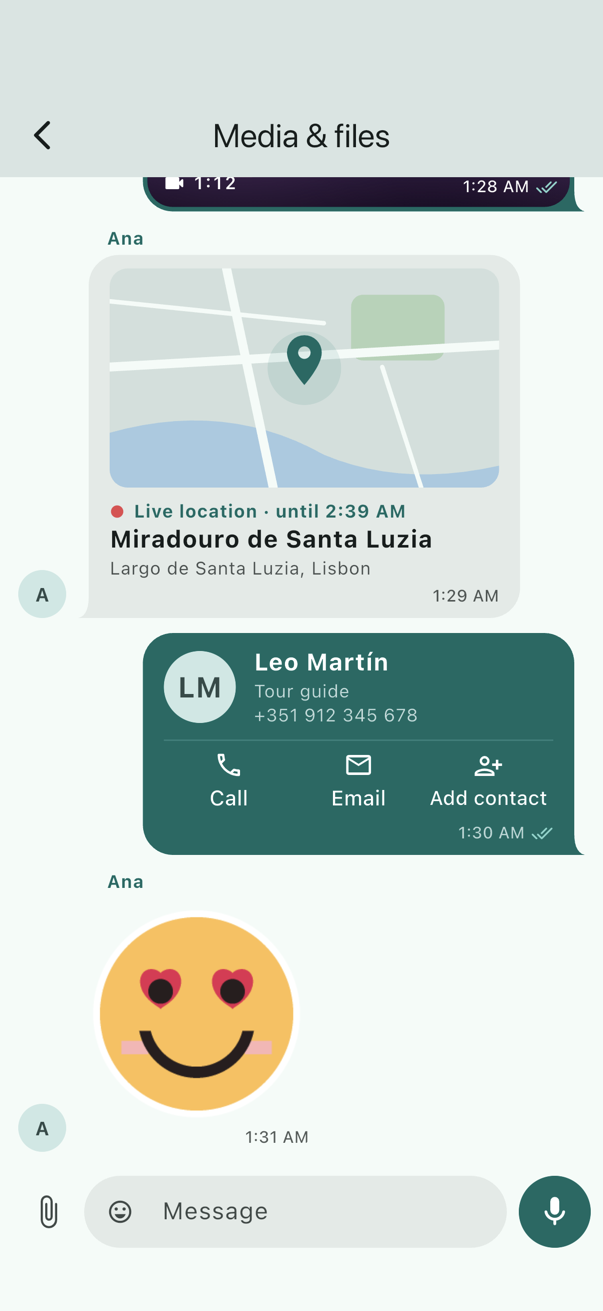 Media & files
1:12
1:28 AM
Ana
Live location · until 2:39 AM
Miradouro de Santa Luzia
Largo de Santa Luzia, Lisbon
1:29 AM
A
LM
Leo Martín
Tour guide
+351 912 345 678
Call Email Add contact
1:30 AM
Ana
A
1:31 AM
Message